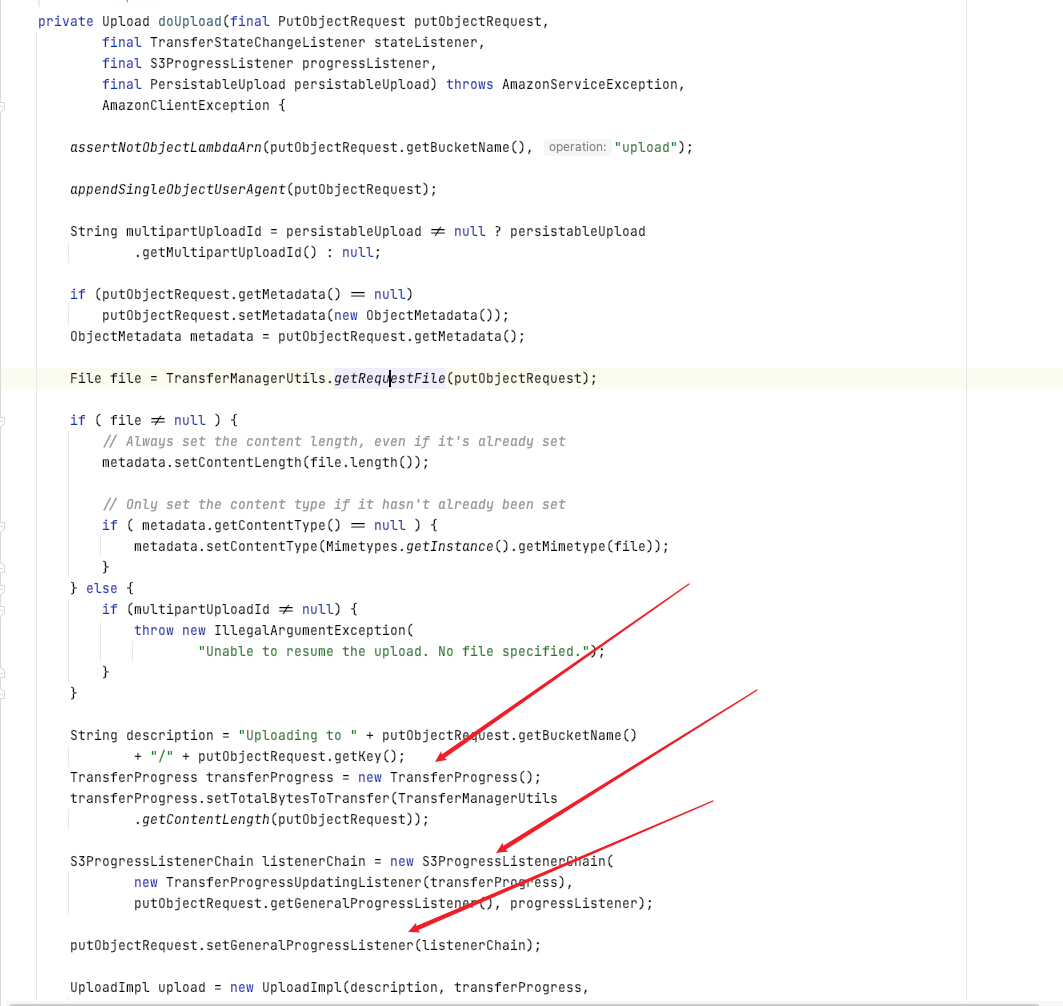 private Upload doUpload(final PutObjectRequest putObjectRequest,
        final TransferStateChangeListener stateListener,
        final S3ProgressListener progressListener,
        final PersistableUpload persistableUpload) throws AmazonServiceException,
        AmazonClientException {

    assertNotObjectLambdaArn(putObjectRequest.getBucketName(), operation: "upload");

    appendSingleObjectUserAgent(putObjectRequest);

    String multipartUploadId = persistableUpload ≠ null ? persistableUpload
            .getMultipartUploadId() : null;

    if (putObjectRequest.getMetadata() == null)
        putObjectRequest.setMetadata(new ObjectMetadata());
    ObjectMetadata metadata = putObjectRequest.getMetadata();

    File file = TransferManagerUtils.getRequestFile(putObjectRequest);

    if ( file ≠ null ) {
        // Always set the content length, even if it's already set
        metadata.setContentLength(file.length());

        // Only set the content type if it hasn't already been set
        if ( metadata.getContentType() == null ) {
            metadata.setContentType(Mimetypes.getInstance().getMimetype(file));
        }
    } else {
        if (multipartUploadId ≠ null) {
            throw new IllegalArgumentException(
                    "Unable to resume the upload. No file specified.");
        }
    }

    String description = "Uploading to " + putObjectRequest.getBucketName()
            + "/" + putObjectRequest.getKey();
    TransferProgress transferProgress = new TransferProgress();
    transferProgress.setTotalBytesToTransfer(TransferManagerUtils
            .getContentLength(putObjectRequest));

    S3ProgressListenerChain listenerChain = new S3ProgressListenerChain(
            new TransferProgressUpdatingListener(transferProgress),
            putObjectRequest.getGeneralProgressListener(), progressListener);

    putObjectRequest.setGeneralProgressListener(listenerChain);

    UploadImpl upload = new UploadImpl(description, transferProgress,